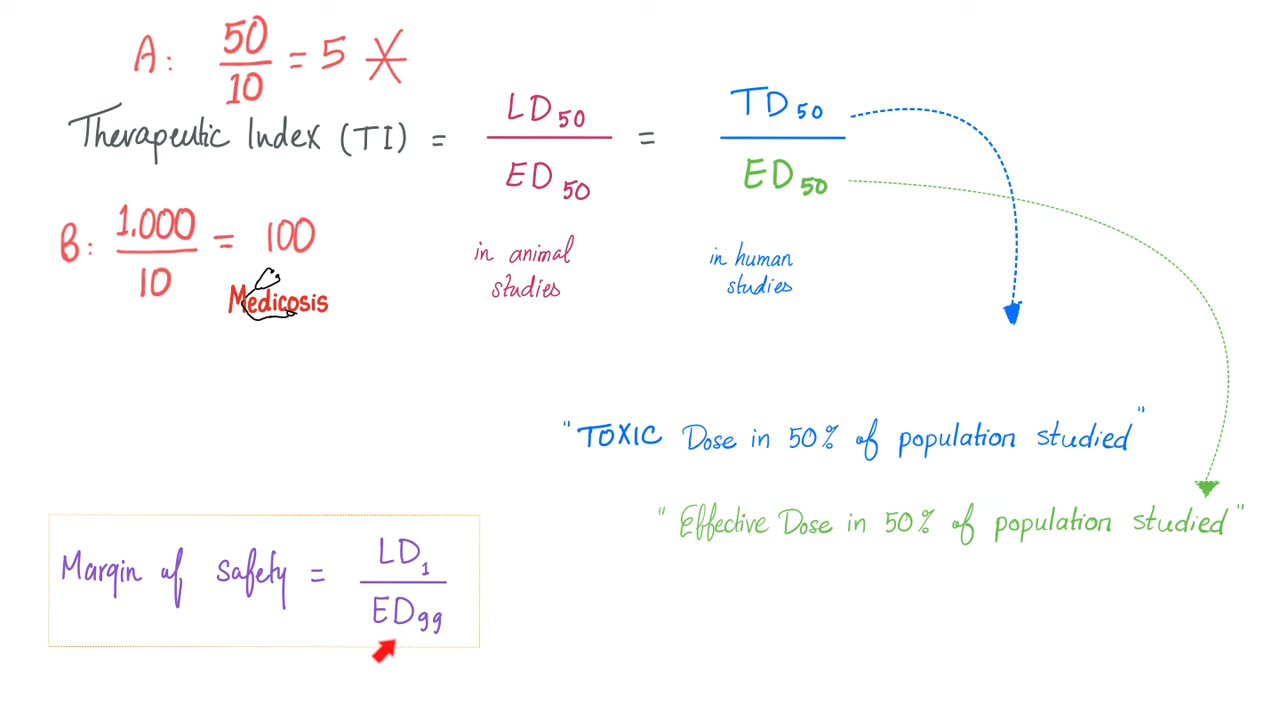 A: 50/10 = 5 *
Therapeutic Index (TI) = LD50/ED50 = TD50/ED50
B: 1.000/10 = 100
in animal studies
in human studies
Medicosis
"TOXIC Dose in 50% of population studied"
"Effective Dose in 50% of population studied"
Margin of safety = LD1/ED99